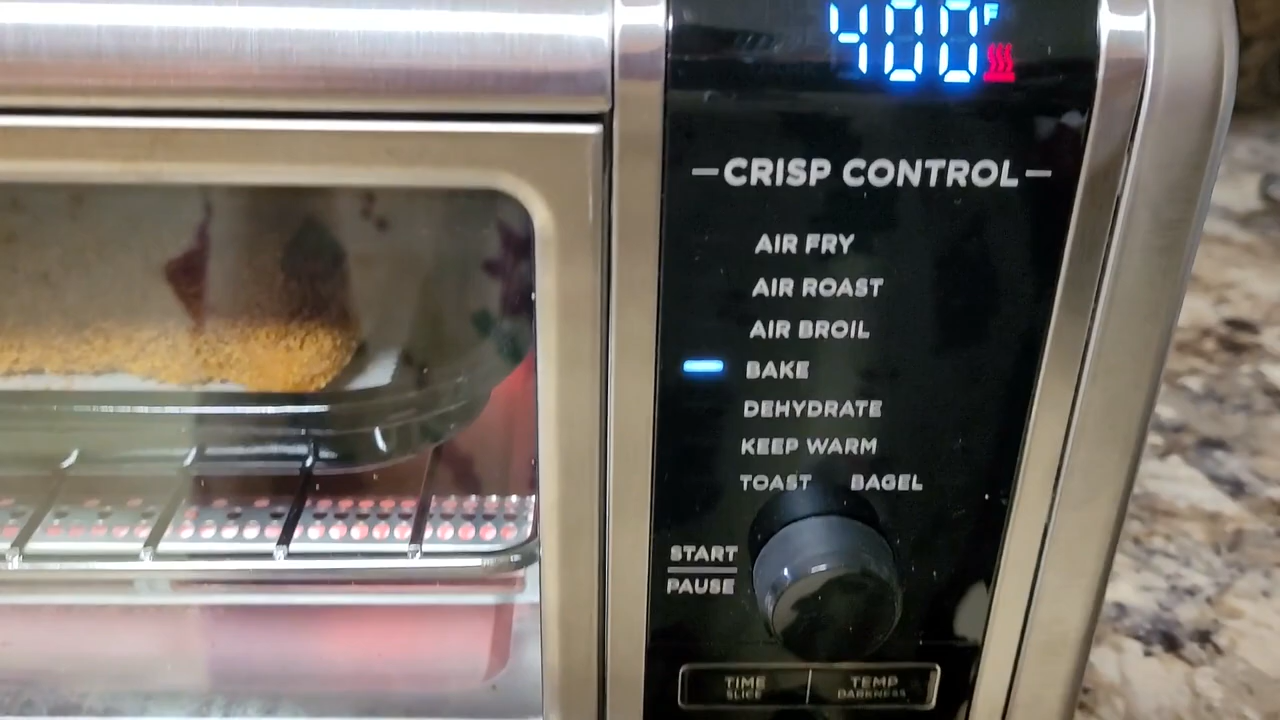 400 F
—CRISP CONTROL—
AIR FRY
AIR ROAST
AIR BROIL
BAKE
DEHYDRATE
KEEP WARM
TOAST BAGEL
START
PAUSE
TIME TEMP
SLICE DARKNESS